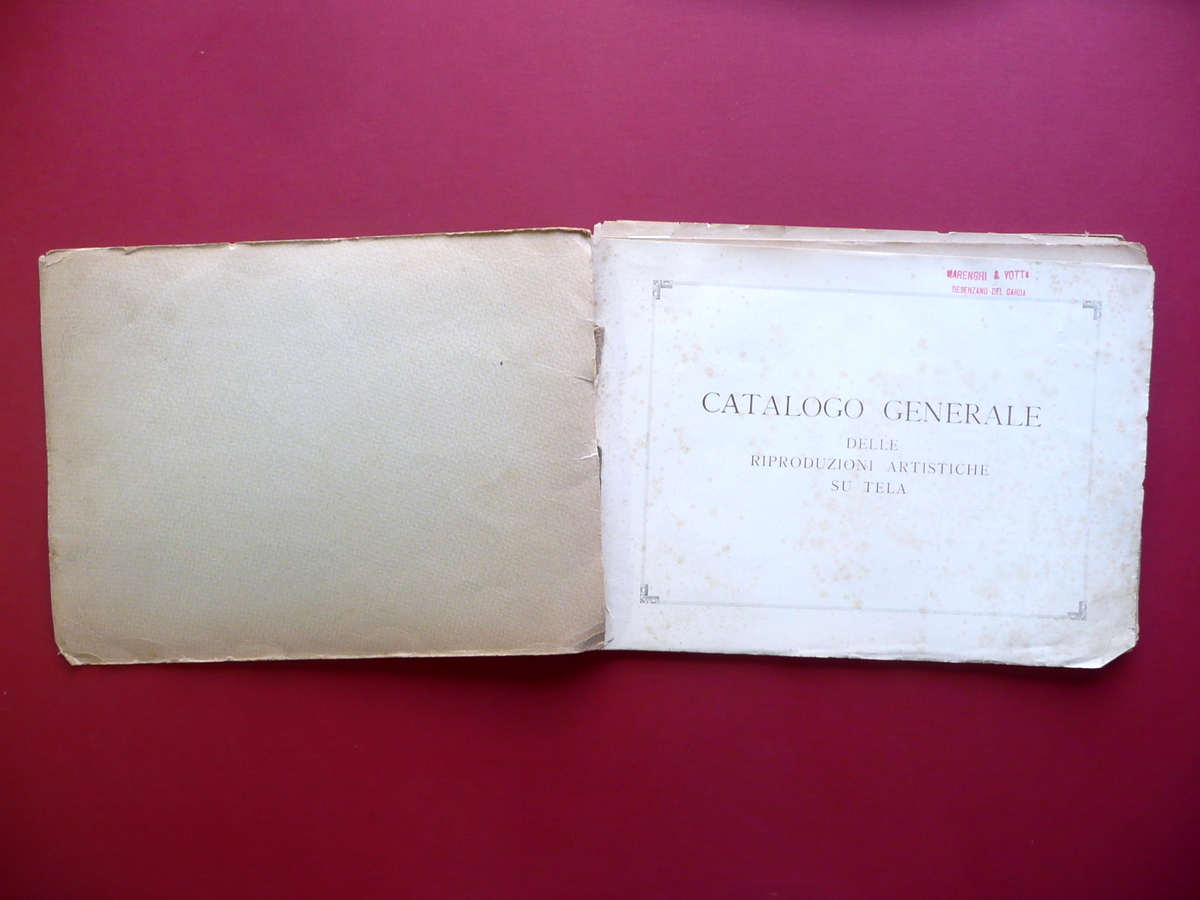 MARENGHI & VOTTA
DESENZANO DEL GARDA
CATALOGO GENERALE
DELLE
RIPRODUZIONI ARTISTICHE
SU TELA